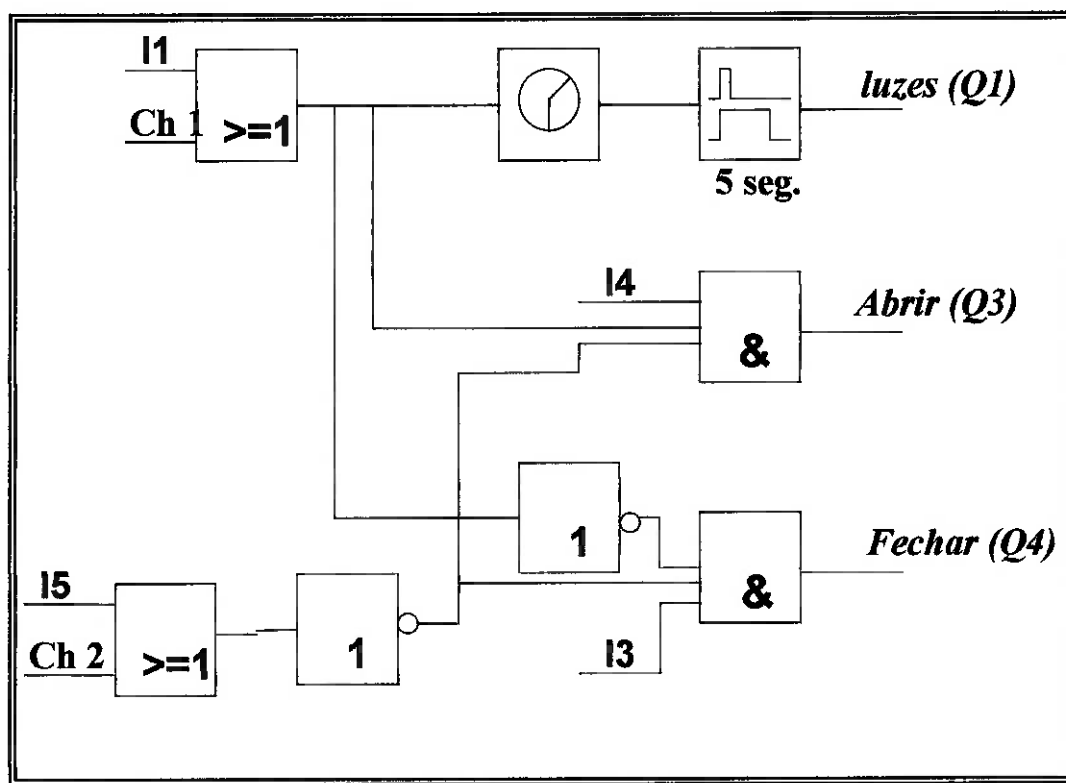 I1
Ch 1
>=1
luzes (Q1)
5 seg.
I4
&
Abrir (Q3)
1
&
Fechar (Q4)
I5
Ch 2
>=1
1
I3